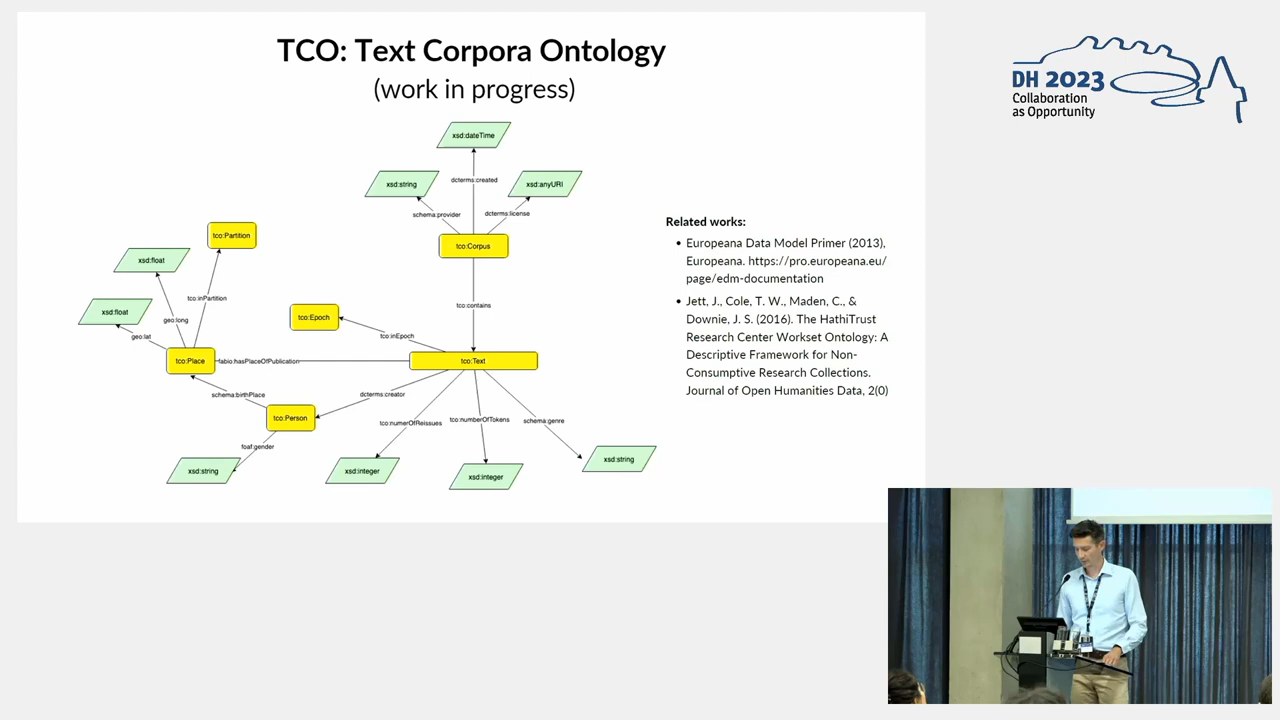 TCO: Text Corpora Ontology
(work in progress)
xsd:dateTime
xsd:string
dcterms:created
xsd:anyURI
schema:provider
dcterms:license
tco:Partition
tco:Corpus
xsd:float
tco:inPartition
tco:contains
xsd:float
geo:long
tco:Epoch
geo:lat
tco:inEpoch
tco:Place
fabio:hasPlaceOfPublication
tco:Text
schema:birthPlace
dcterms:creator
tco:Person
tco:numerOfReissues
tco:numberOfTokens
schema:genre
foaf:gender
xsd:string
xsd:integer
xsd:integer
xsd:string
Related works:
• Europeana Data Model Primer (2013),
Europeana. https://pro.europeana.eu/
page/edm-documentation
• Jett, J., Cole, T. W., Maden, C., &
Downie, J. S. (2016). The HathiTrust
Research Center Workset Ontology: A
Descriptive Framework for Non-
Consumptive Research Collections.
Journal of Open Humanities Data, 2(0)
DH 2023
Collaboration
as Opportunity